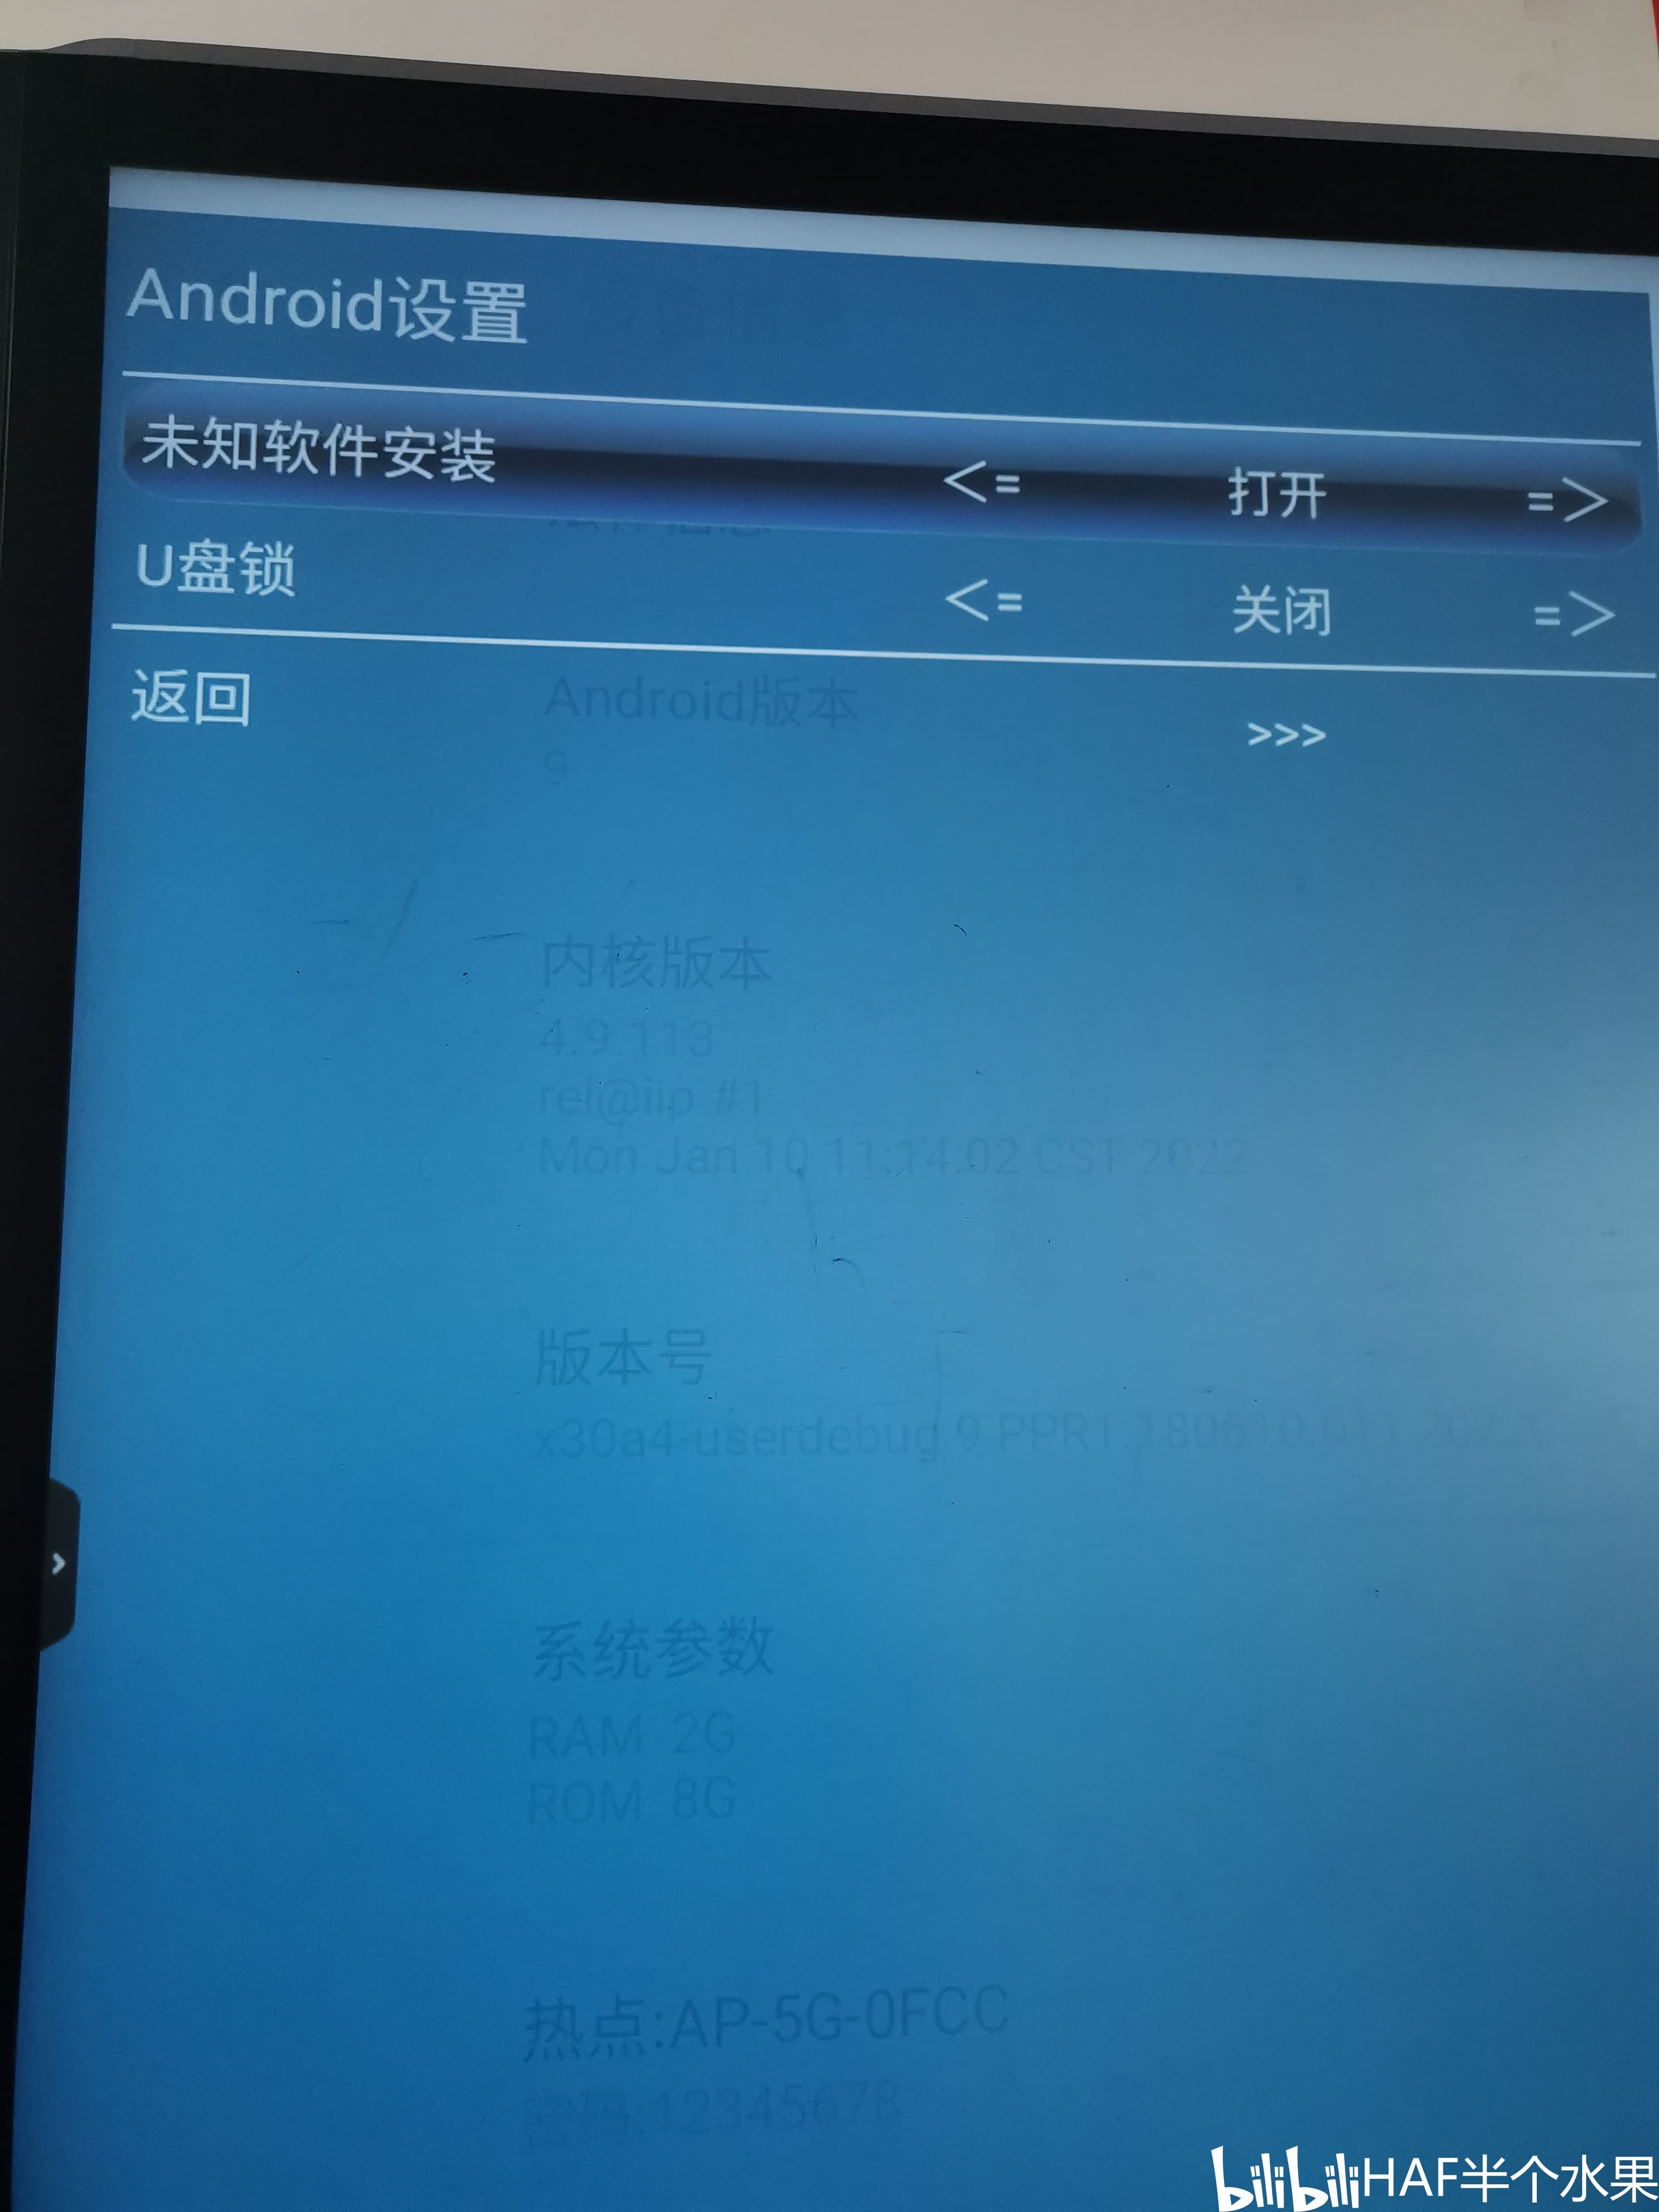 Android设置
未知软件安装 <= 打开 =>
U盘锁 <= 关闭 =>
返回 >>>
Android版本
9
内核版本
4.9.113
rel@iip #1
Mon Jan 10 11:14:02 CST 2022
版本号
x30a4-userdebug 9 PPR1.180610.011
系统参数
RAM 2G
ROM 8G
热点:AP-5G-0FCC
密码:12345678
bilibili HAF半个水果